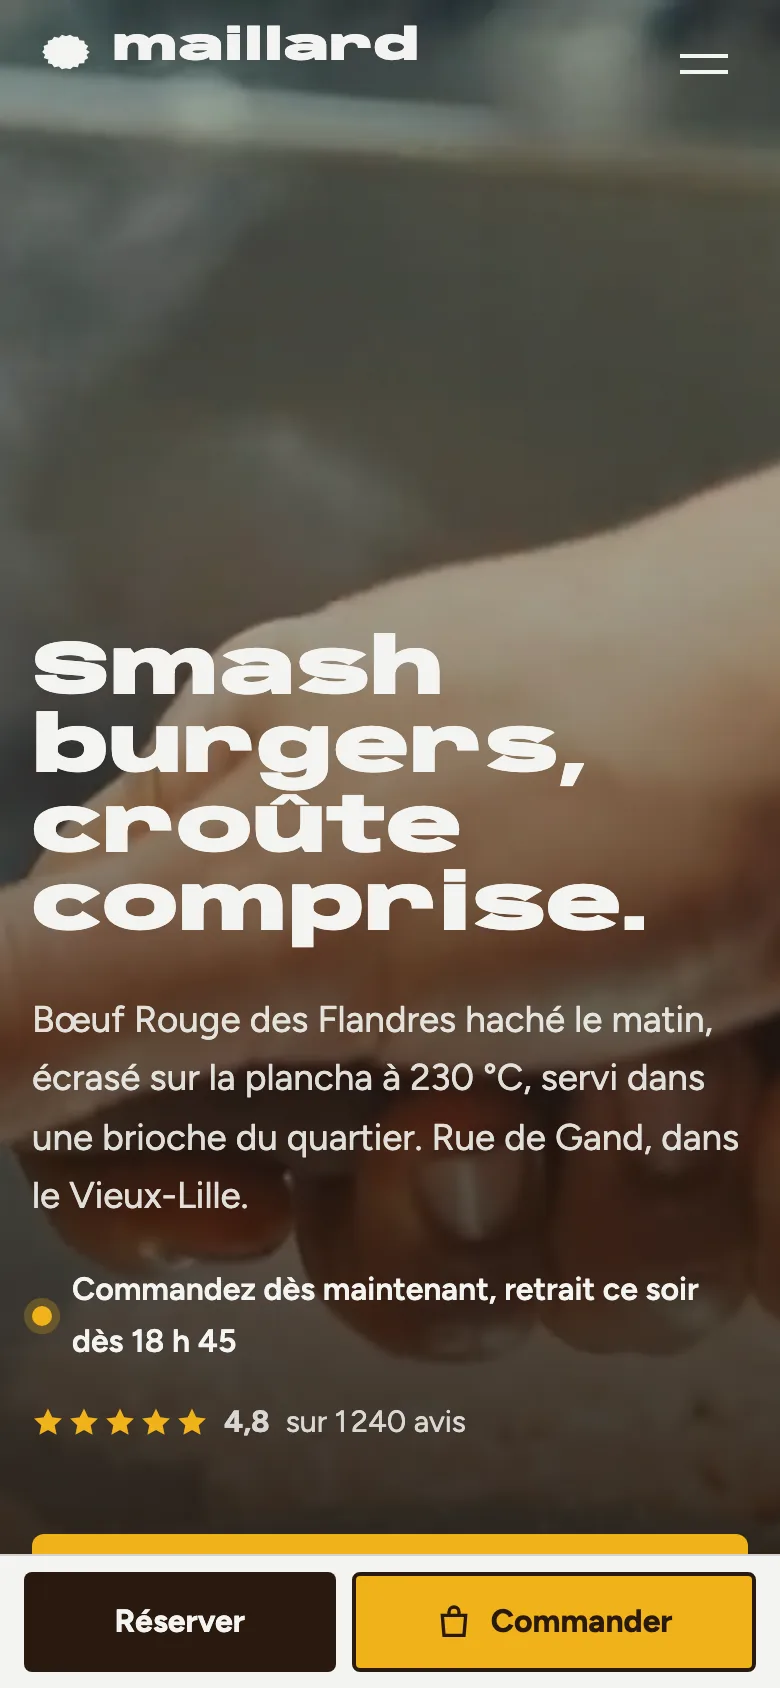 maillard
Smash
burgers,
croûte
comprise.
Bœuf Rouge des Flandres haché le matin,
écrasé sur la plancha à 230 °C, servi dans
une brioche du quartier. Rue de Gand, dans
le Vieux-Lille.
Commandez dès maintenant, retrait ce soir
dès 18 h 45
4,8 sur 1 240 avis
Réserver
Commander